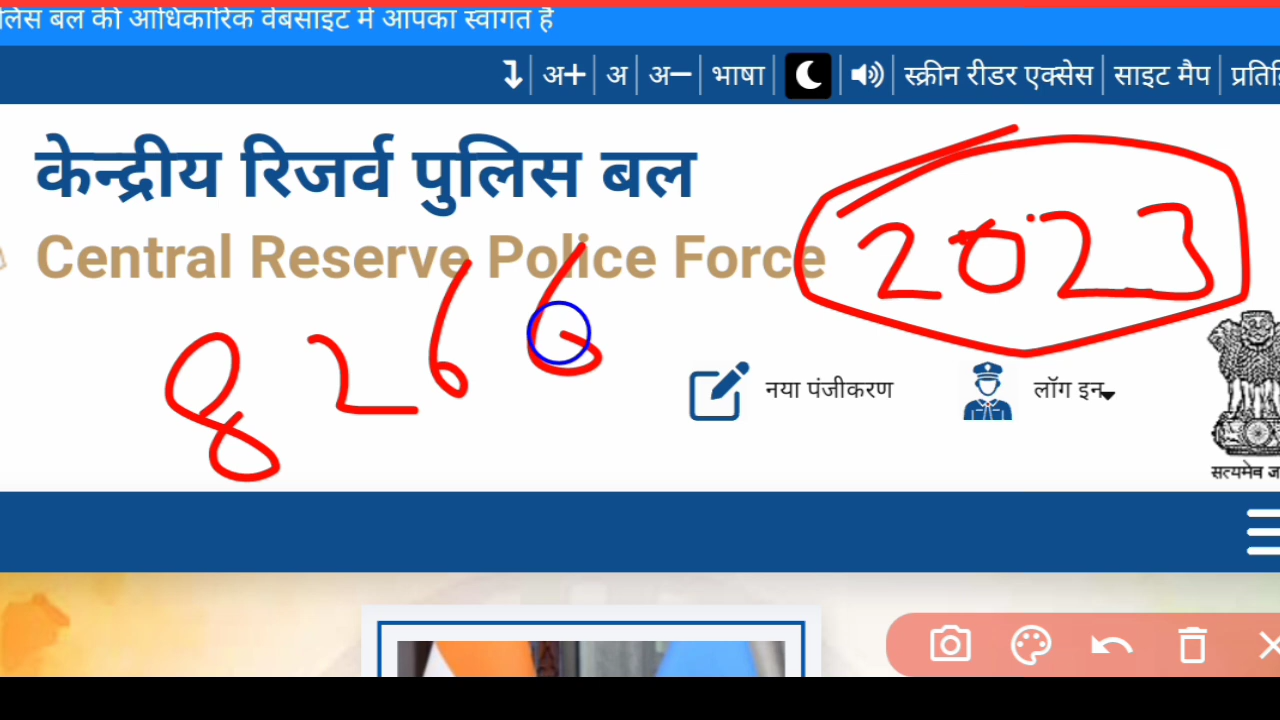 लिस बल की आधिकारिक वेबसाइट में आपका स्वागत है
अ+ अ अ− भाषा स्क्रीन रीडर एक्सेस साइट मैप
केन्द्रीय रिजर्व पुलिस बल
Central Reserve Police Force
2023
8266
नया पंजीकरण लॉग इन
सत्यमेव